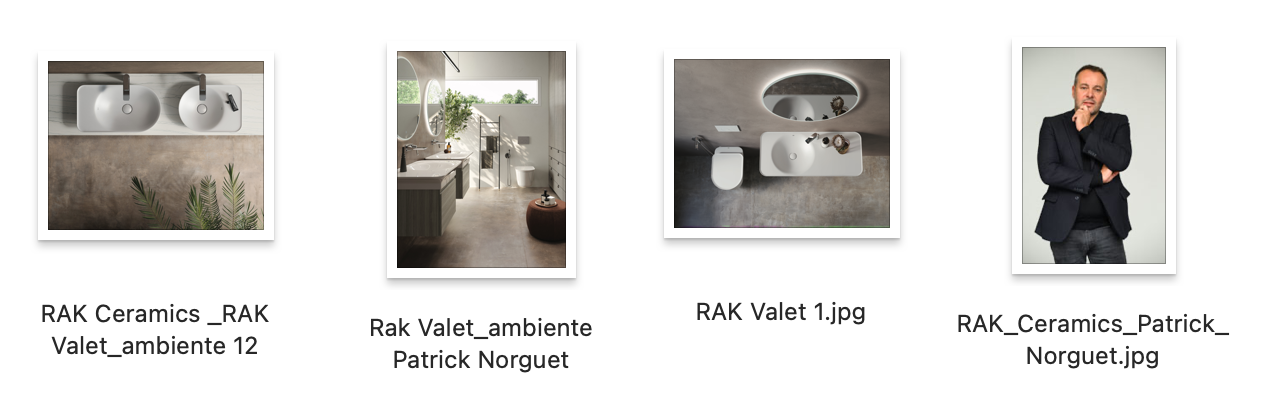 RAK Ceramics _RAK
Valet_ambiente 12
Rak Valet_ambiente
Patrick Norguet
RAK Valet 1.jpg
RAK_Ceramics_Patrick_
Norguet.jpg